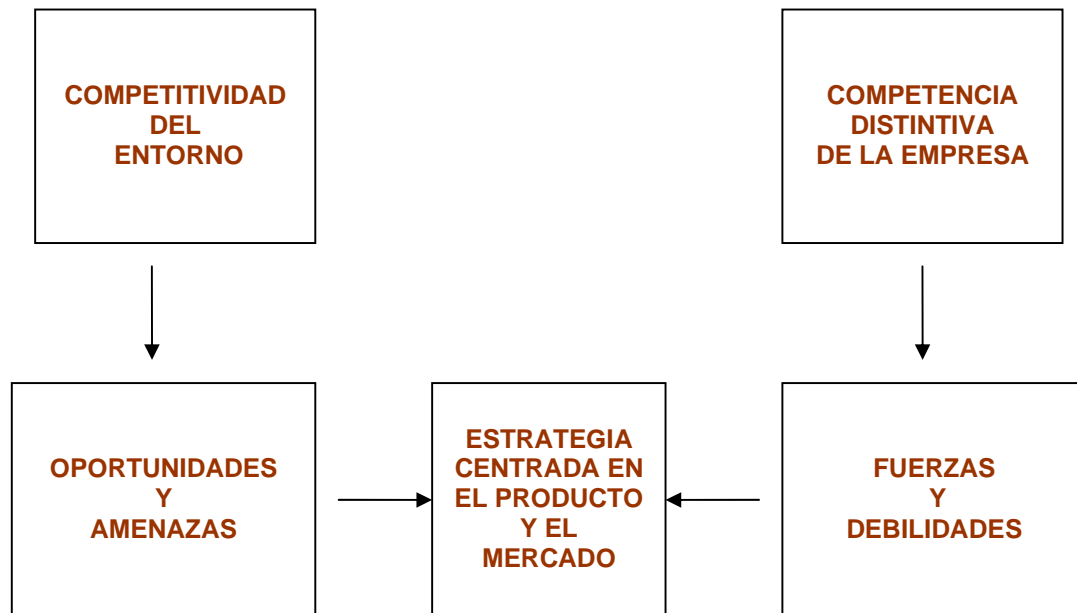 COMPETITIVIDAD
DEL
ENTORNO
COMPETENCIA
DISTINTIVA
DE LA EMPRESA
OPORTUNIDADES
Y
AMENAZAS
ESTRATEGIA
CENTRADA EN
EL PRODUCTO
Y EL
MERCADO
FUERZAS
Y
DEBILIDADES